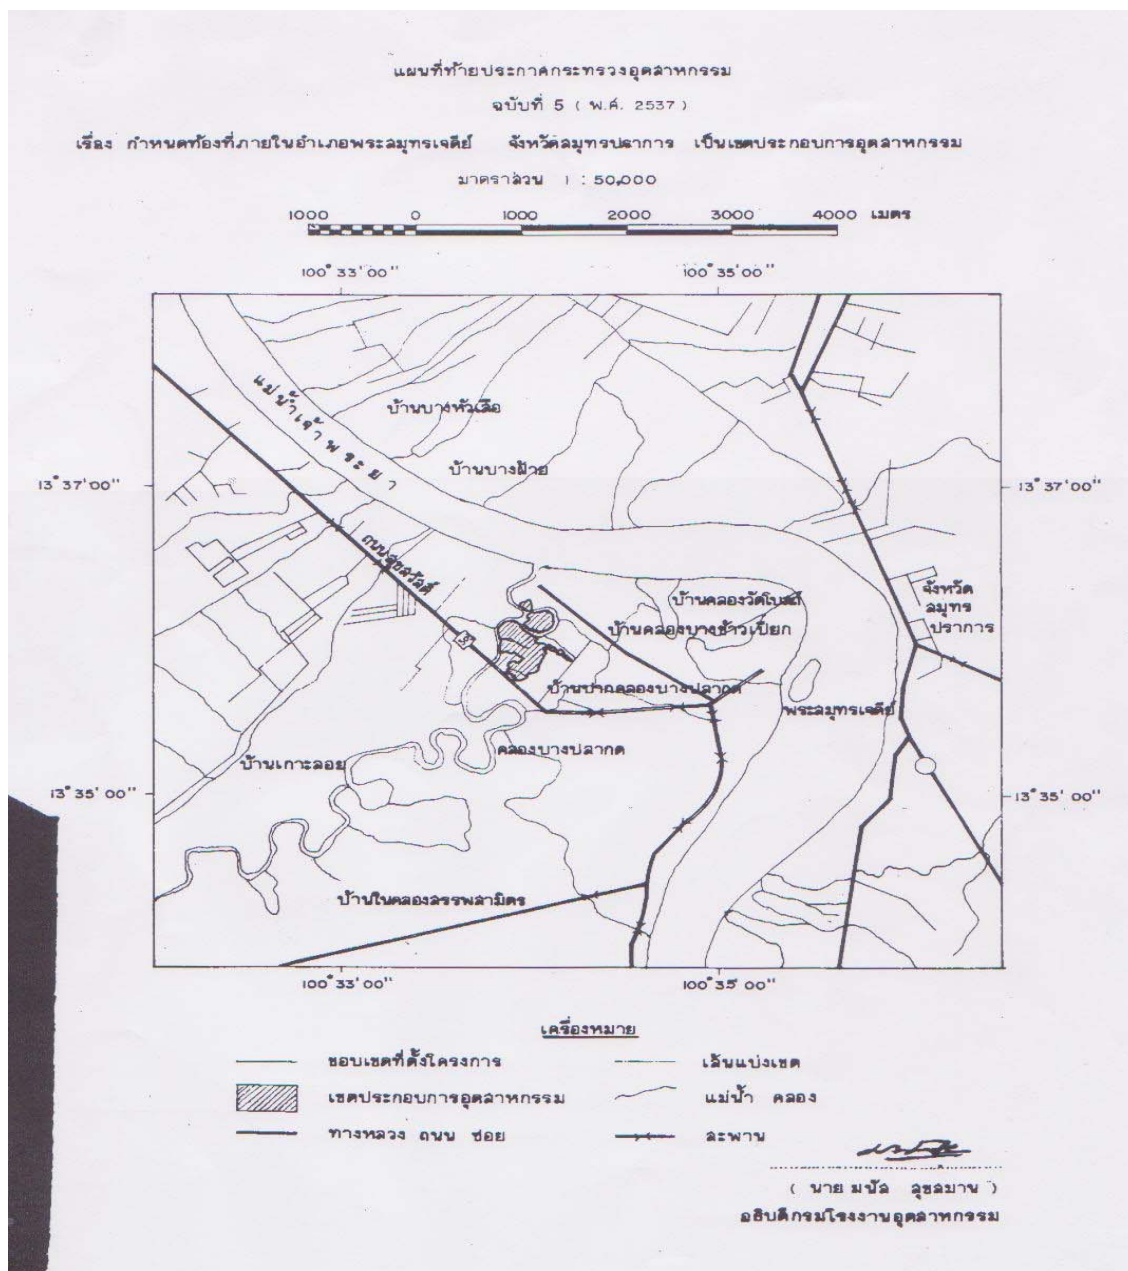 แผนที่ท้ายประกาศกระทรวงอุตสาหกรรม
ฉบับที่ 5 ( พ.ศ. 2537 )
เรื่อง กำหนดท้องที่ภายในอำเภอพระสมุทรเจดีย์ จังหวัดสมุทรปราการ เป็นเขตประกอบการอุตสาหกรรม
มาตราส่วน 1 : 50,000
1000 0 1000 2000 3000 4000 เมตร
100° 33' 00" 100° 35' 00"
แม่น้ำเจ้าพระยา
บ้านบางหัวเสือ
บ้านบางฝ้าย
13° 37' 00" 13° 37' 00"
ถนนสุขสวัสดิ์
จังหวัด
สมุทร
ปราการ
บ้านคลองวัดโบสถ์
บ้านคลองบางข้าวเปียก
บ้านปากคลองบางปลากด
พระสมุทรเจดีย์
คลองบางปลากด
บ้านเกาะลอย
13° 35' 00" 13° 35' 00"
บ้านในคลองสรรพสามิตร
100° 33' 00" 100° 35' 00"
เครื่องหมาย
ขอบเขตที่ตั้งโครงการ เส้นแบ่งเขต
เขตประกอบการอุตสาหกรรม แม่น้ำ คลอง
ทางหลวง ถนน ซอย สะพาน
( นาย มนัส สุขสมาน )
อธิบดีกรมโรงงานอุตสาหกรรม